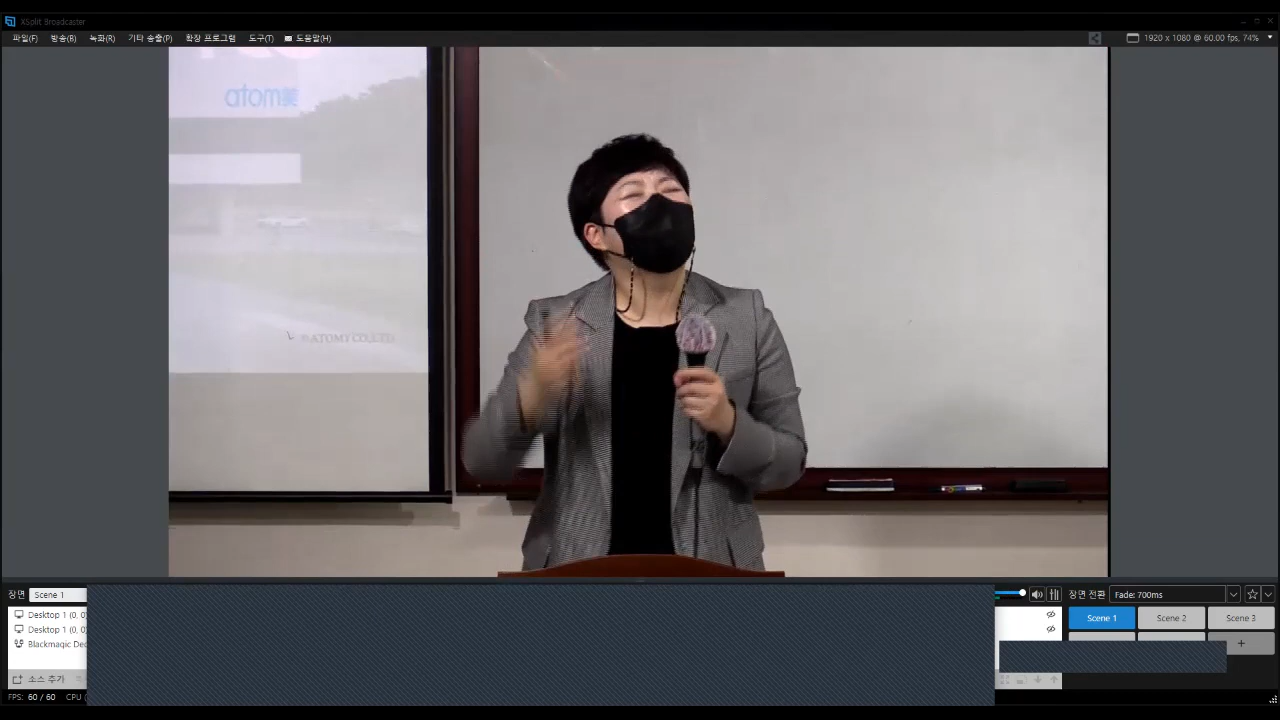 XSplit Broadcaster
파일(F) 방송(B) 녹화(R) 기타 송출(P) 확장 프로그램 도구(T) 도움말(H)
1920 x 1080 @ 60.00 fps, 74%
atom美
© ATOMY CO.,LTD
장면 Scene 1
장면 전환 Fade: 700ms
Desktop 1 (0, 0)
Desktop 1 (0, 0)
Blackmagic De
Scene 1 Scene 2 Scene 3
소스 추가
FPS: 60 / 60 CPU